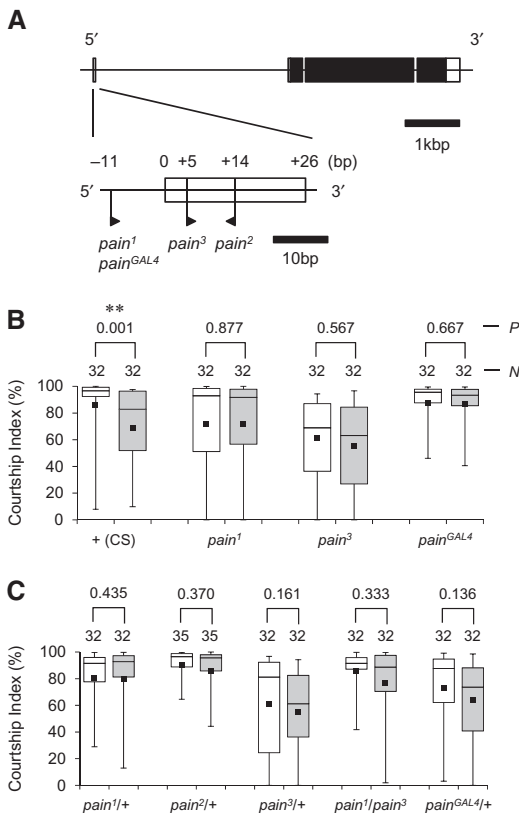 A
5′ 3′
1kbp
–11 0 +5 +14 +26 (bp)
5′ 3′
pain1 pain3 pain2
painGAL4
10bp
B
**
0.001 0.877 0.567 0.667 P
32 32 32 32 32 32 32 32 N
Courtship Index (%)
100
80
60
40
20
0
+ (CS) pain1 pain3 painGAL4
C
0.435 0.370 0.161 0.333 0.136
32 32 35 35 32 32 32 32 32 32
Courtship Index (%)
100
80
60
40
20
0
pain1/+ pain2/+ pain3/+ pain1/pain3 painGAL4/+